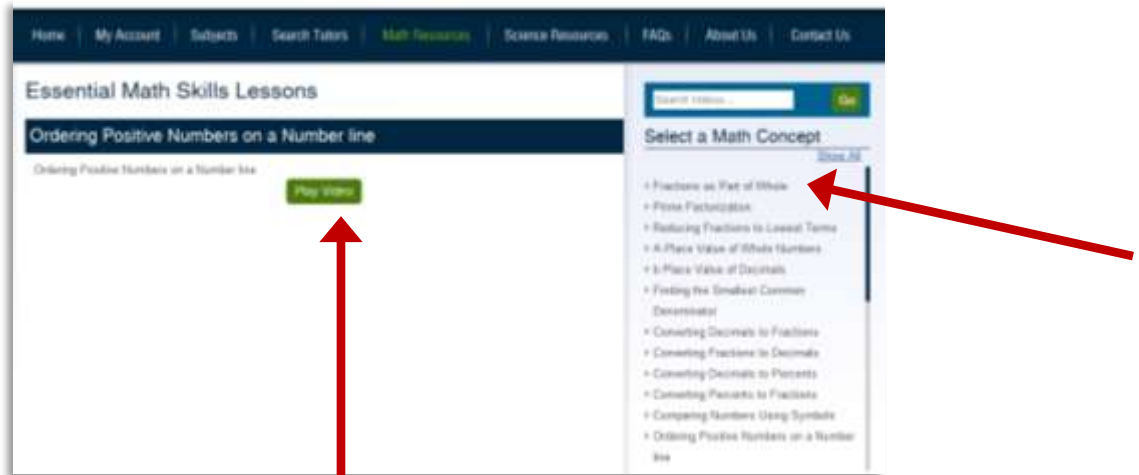 Home My Account Subjects Search Tutors Math Resources Science Resources FAQs About Us Contact Us
Essential Math Skills Lessons
Ordering Positive Numbers on a Number line
Ordering Positive Numbers on a Number line
Play Video
Search Videos...
Go
Select a Math Concept
Show All
Fractions as Part of Whole
Prime Factorization
Reducing Fractions to Lowest Terms
A-Place Value of Whole Numbers
b-Place Value of Decimals
Finding the Smallest Common
Denominator
Converting Decimals to Fractions
Converting Fractions to Decimals
Converting Decimals to Percents
Converting Percents to Fractions
Comparing Numbers Using Symbols
Ordering Positive Numbers on a Number
line